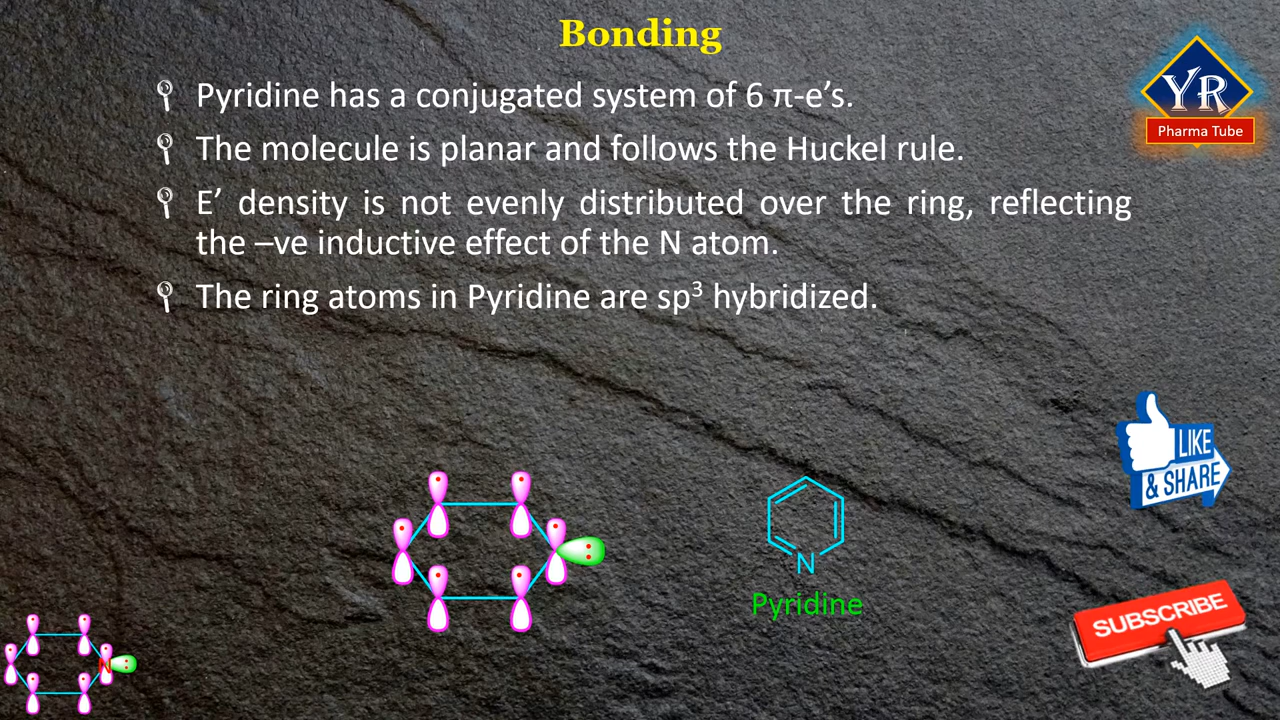 Bonding
Pyridine has a conjugated system of 6 π-e’s.
The molecule is planar and follows the Huckel rule.
E’ density is not evenly distributed over the ring, reflecting
the –ve inductive effect of the N atom.
The ring atoms in Pyridine are sp³ hybridized.
YR
Pharma Tube
LIKE
& SHARE
N
Pyridine
SUBSCRIBE
N